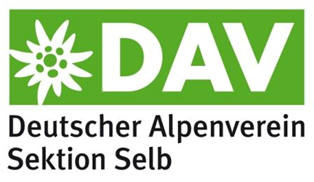 DAV
Deutscher Alpenverein
Sektion Selb